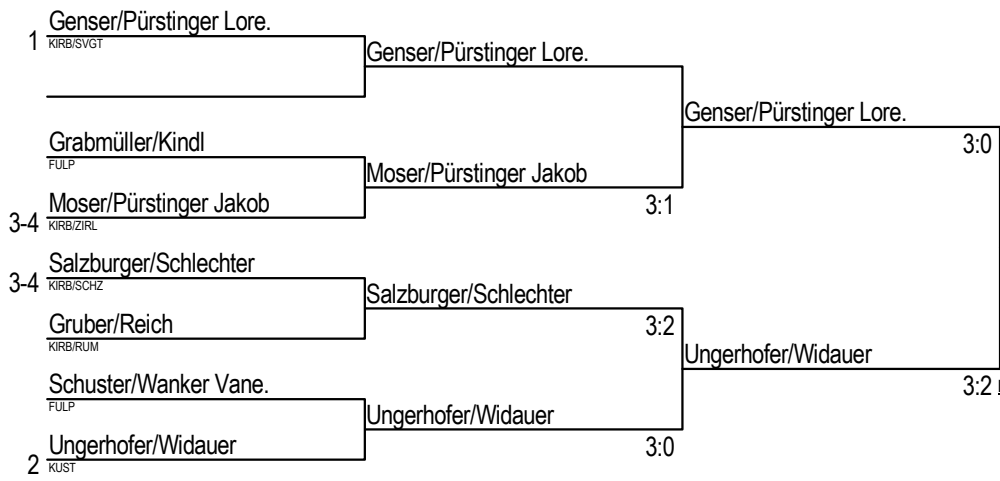 Genser/Pürstinger Lore.
1 KIRB/SVGT
Genser/Pürstinger Lore.
Genser/Pürstinger Lore.
3:0
Grabmüller/Kindl
FULP
Moser/Pürstinger Jakob
3:1
Moser/Pürstinger Jakob
3-4 KIRB/ZIRL
Salzburger/Schlechter
3-4 KIRB/SCHZ
Salzburger/Schlechter
3:2
Gruber/Reich
KIRB/RUM
Ungerhofer/Widauer
3:2
Schuster/Wanker Vane.
FULP
Ungerhofer/Widauer
3:0
Ungerhofer/Widauer
2 KUST